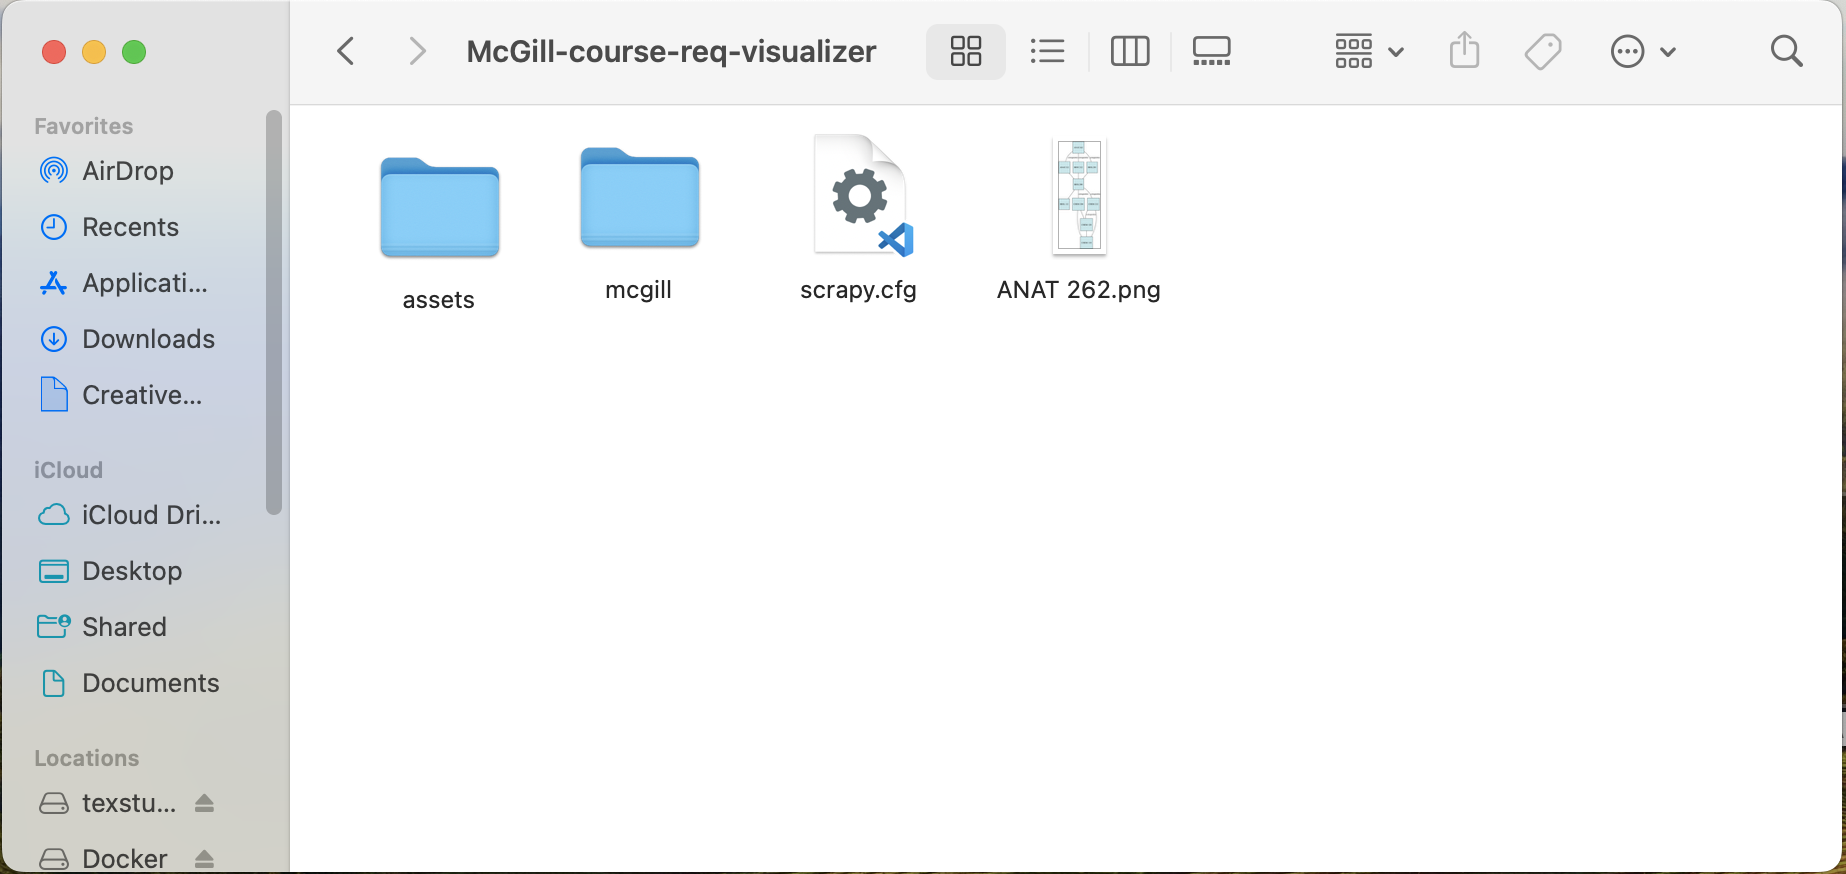 McGill-course-req-visualizer
Favorites
AirDrop
Recents
Applicati...
Downloads
Creative...
iCloud
iCloud Dri...
Desktop
Shared
Documents
Locations
texstu...
Docker
assets
mcgill
scrapy.cfg
ANAT 262.png